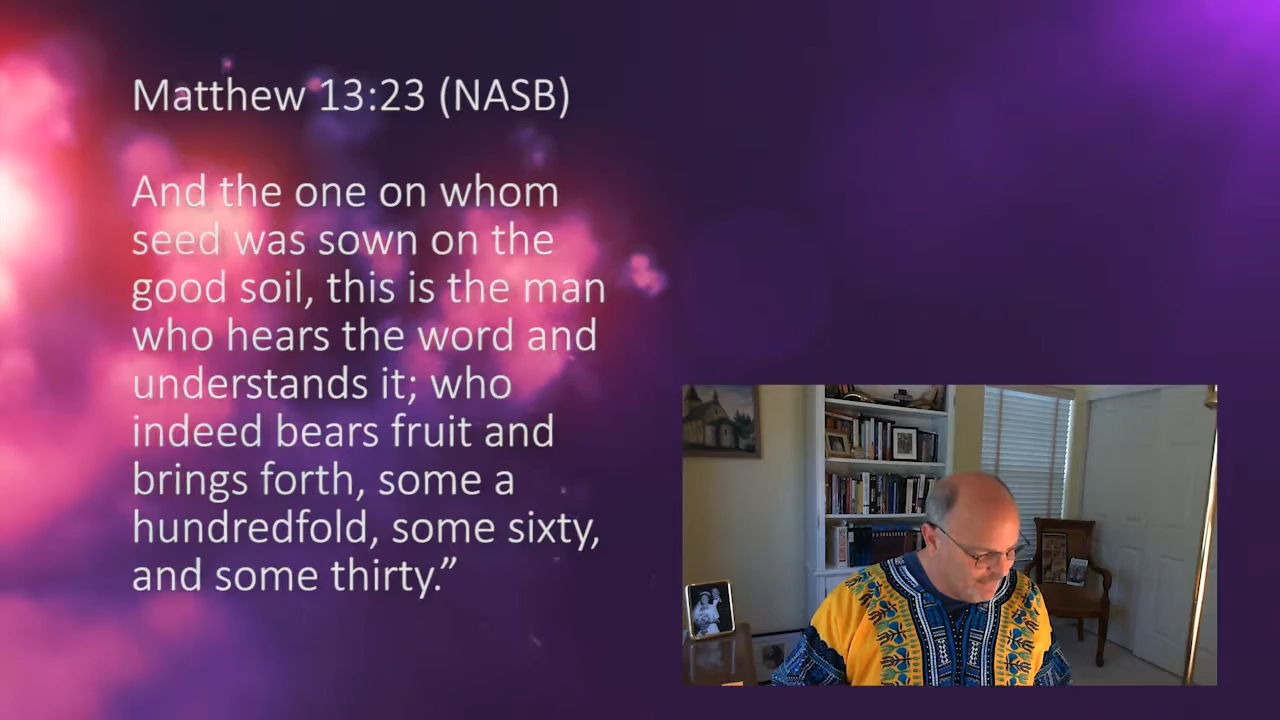 Matthew 13:23 (NASB)
And the one on whom
seed was sown on the
good soil, this is the man
who hears the word and
understands it; who
indeed bears fruit and
brings forth, some a
hundredfold, some sixty,
and some thirty.”